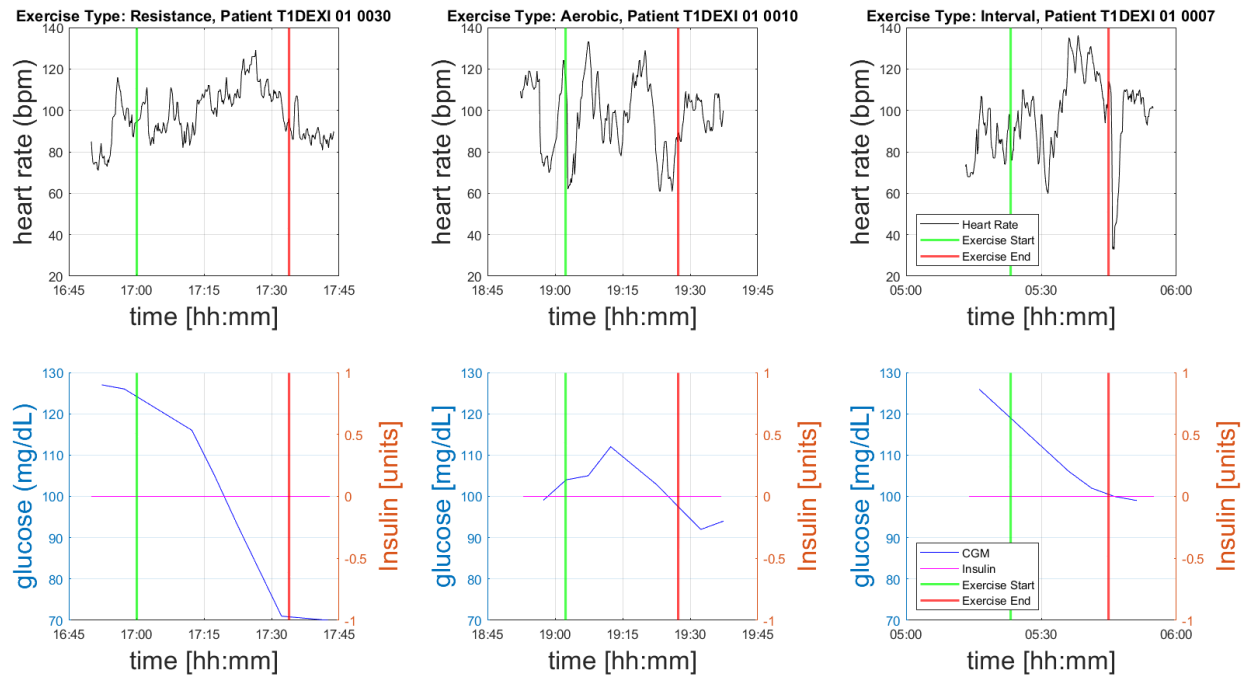 Exercise Type: Resistance, Patient T1DEXI 01 0030
140
120
100
80
60
40
20
heart rate (bpm)
16:45 17:00 17:15 17:30 17:45
time [hh:mm]
Exercise Type: Aerobic, Patient T1DEXI 01 0010
140
120
100
80
60
40
20
heart rate (bpm)
18:45 19:00 19:15 19:30 19:45
time [hh:mm]
Exercise Type: Interval, Patient T1DEXI 01 0007
140
120
100
80
60
40
20
heart rate (bpm)
Heart Rate
Exercise Start
Exercise End
05:00 05:30 06:00
time [hh:mm]
130
120
110
100
90
80
70
glucose (mg/dL)
1
0.5
0
-0.5
-1
Insulin [units]
16:45 17:00 17:15 17:30 17:45
time [hh:mm]
130
120
110
100
90
80
70
glucose [mg/dL]
1
0.5
0
-0.5
-1
Insulin [units]
18:45 19:00 19:15 19:30 19:45
time [hh:mm]
130
120
110
100
90
80
70
glucose [mg/dL]
CGM
Insulin
Exercise Start
Exercise End
1
0.5
0
-0.5
-1
Insulin [units]
05:00 05:30 06:00
time [hh:mm]